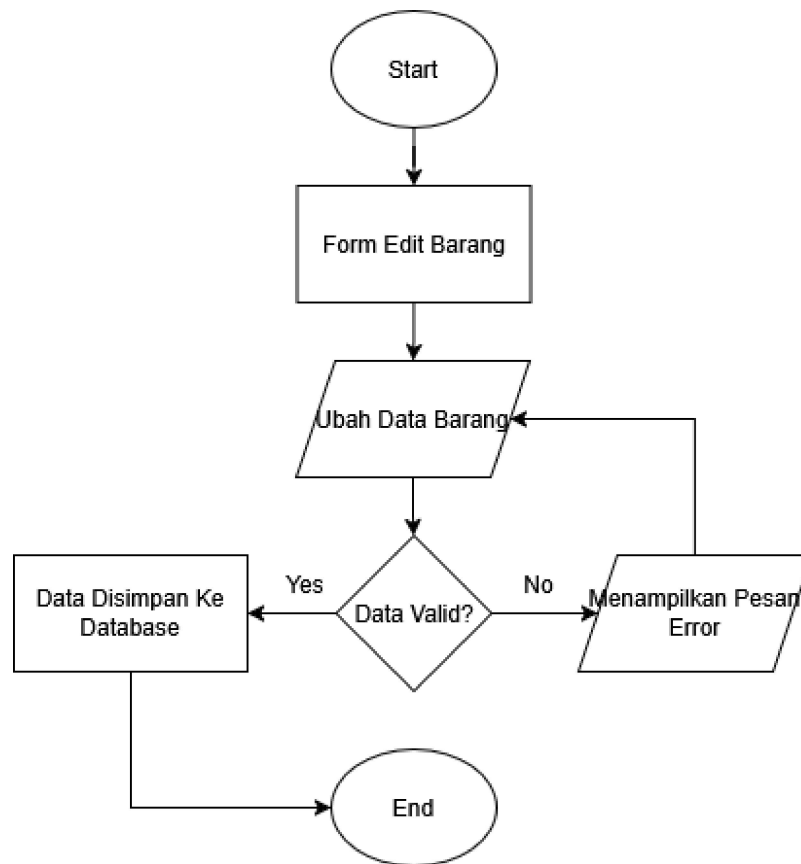 Start
Form Edit Barang
Ubah Data Barang
Data Valid?
Yes
No
Data Disimpan Ke
Database
Menampilkan Pesan
Error
End